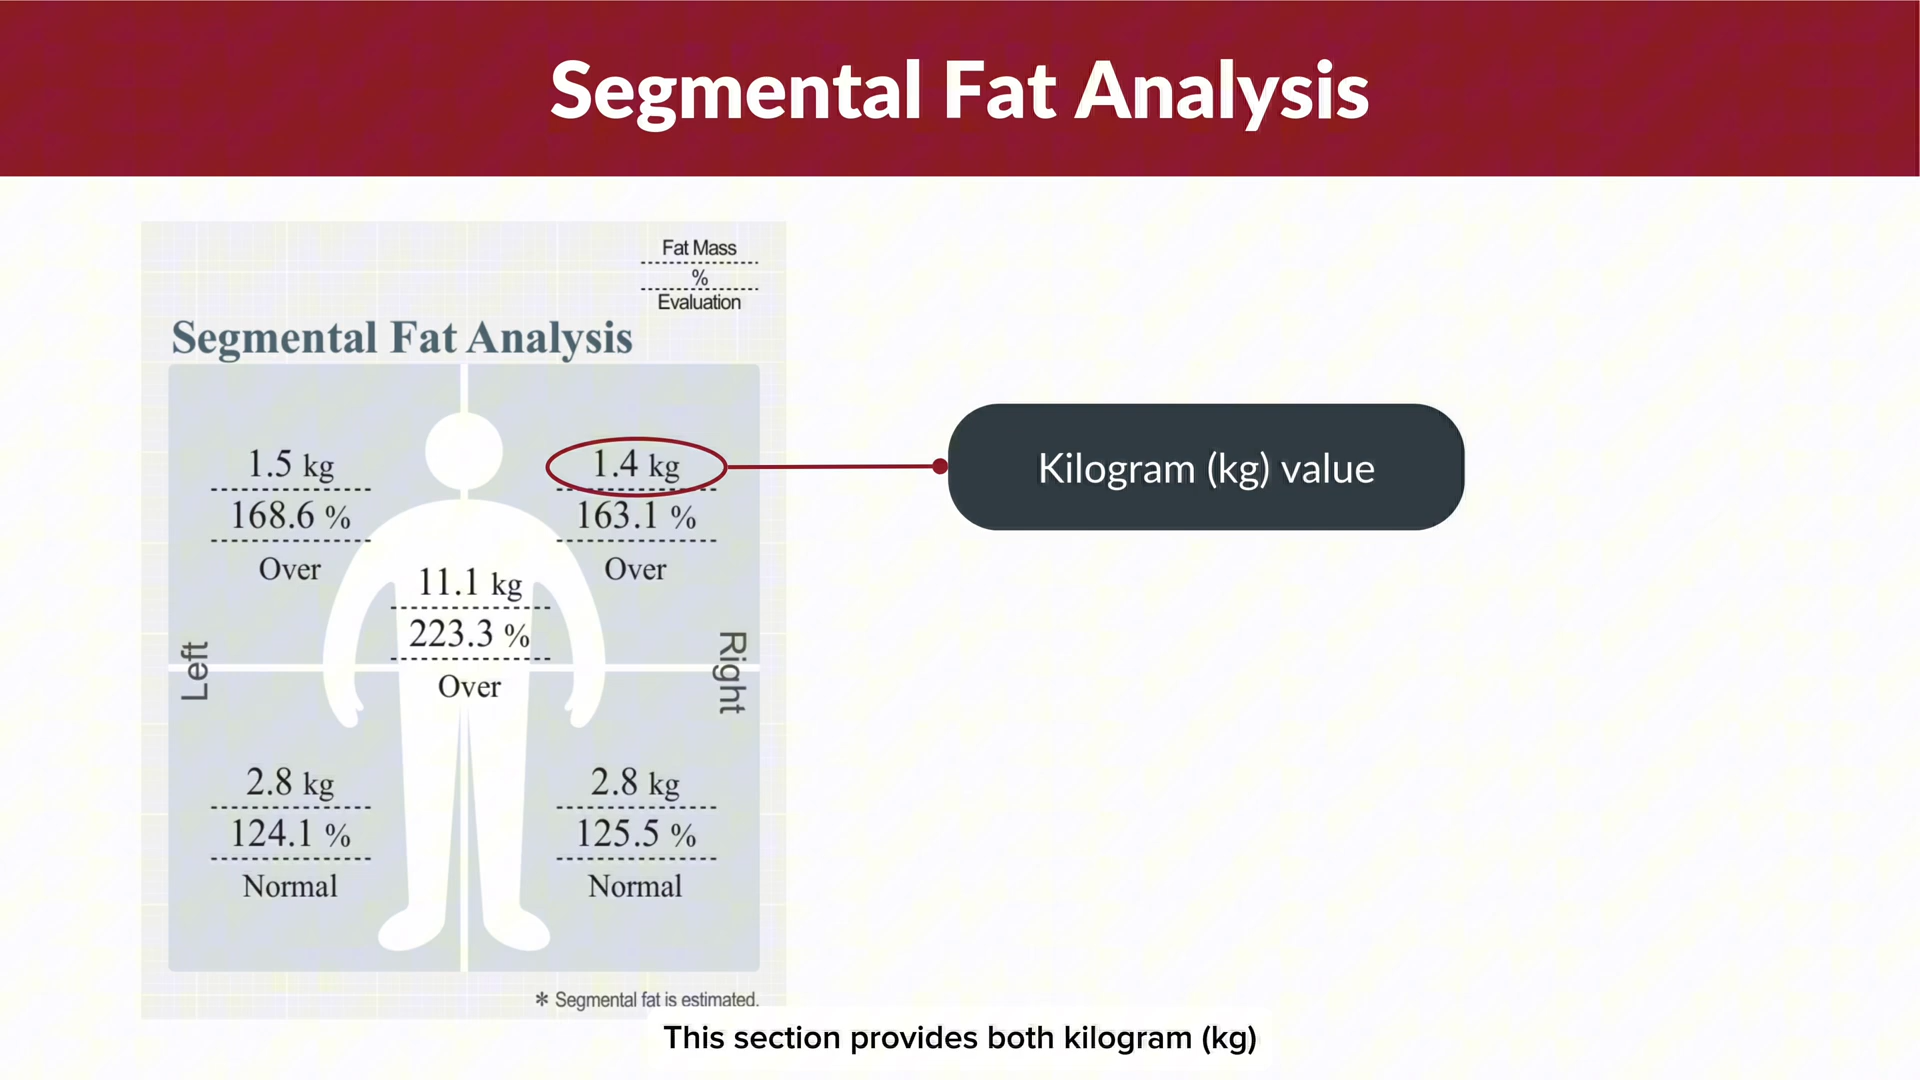 Segmental Fat Analysis
Fat Mass
%
Evaluation
Segmental Fat Analysis
1.5 kg
168.6 %
Over
1.4 kg
163.1 %
Over
Kilogram (kg) value
11.1 kg
223.3 %
Over
Left
Right
2.8 kg
124.1 %
Normal
2.8 kg
125.5 %
Normal
* Segmental fat is estimated.
This section provides both kilogram (kg)